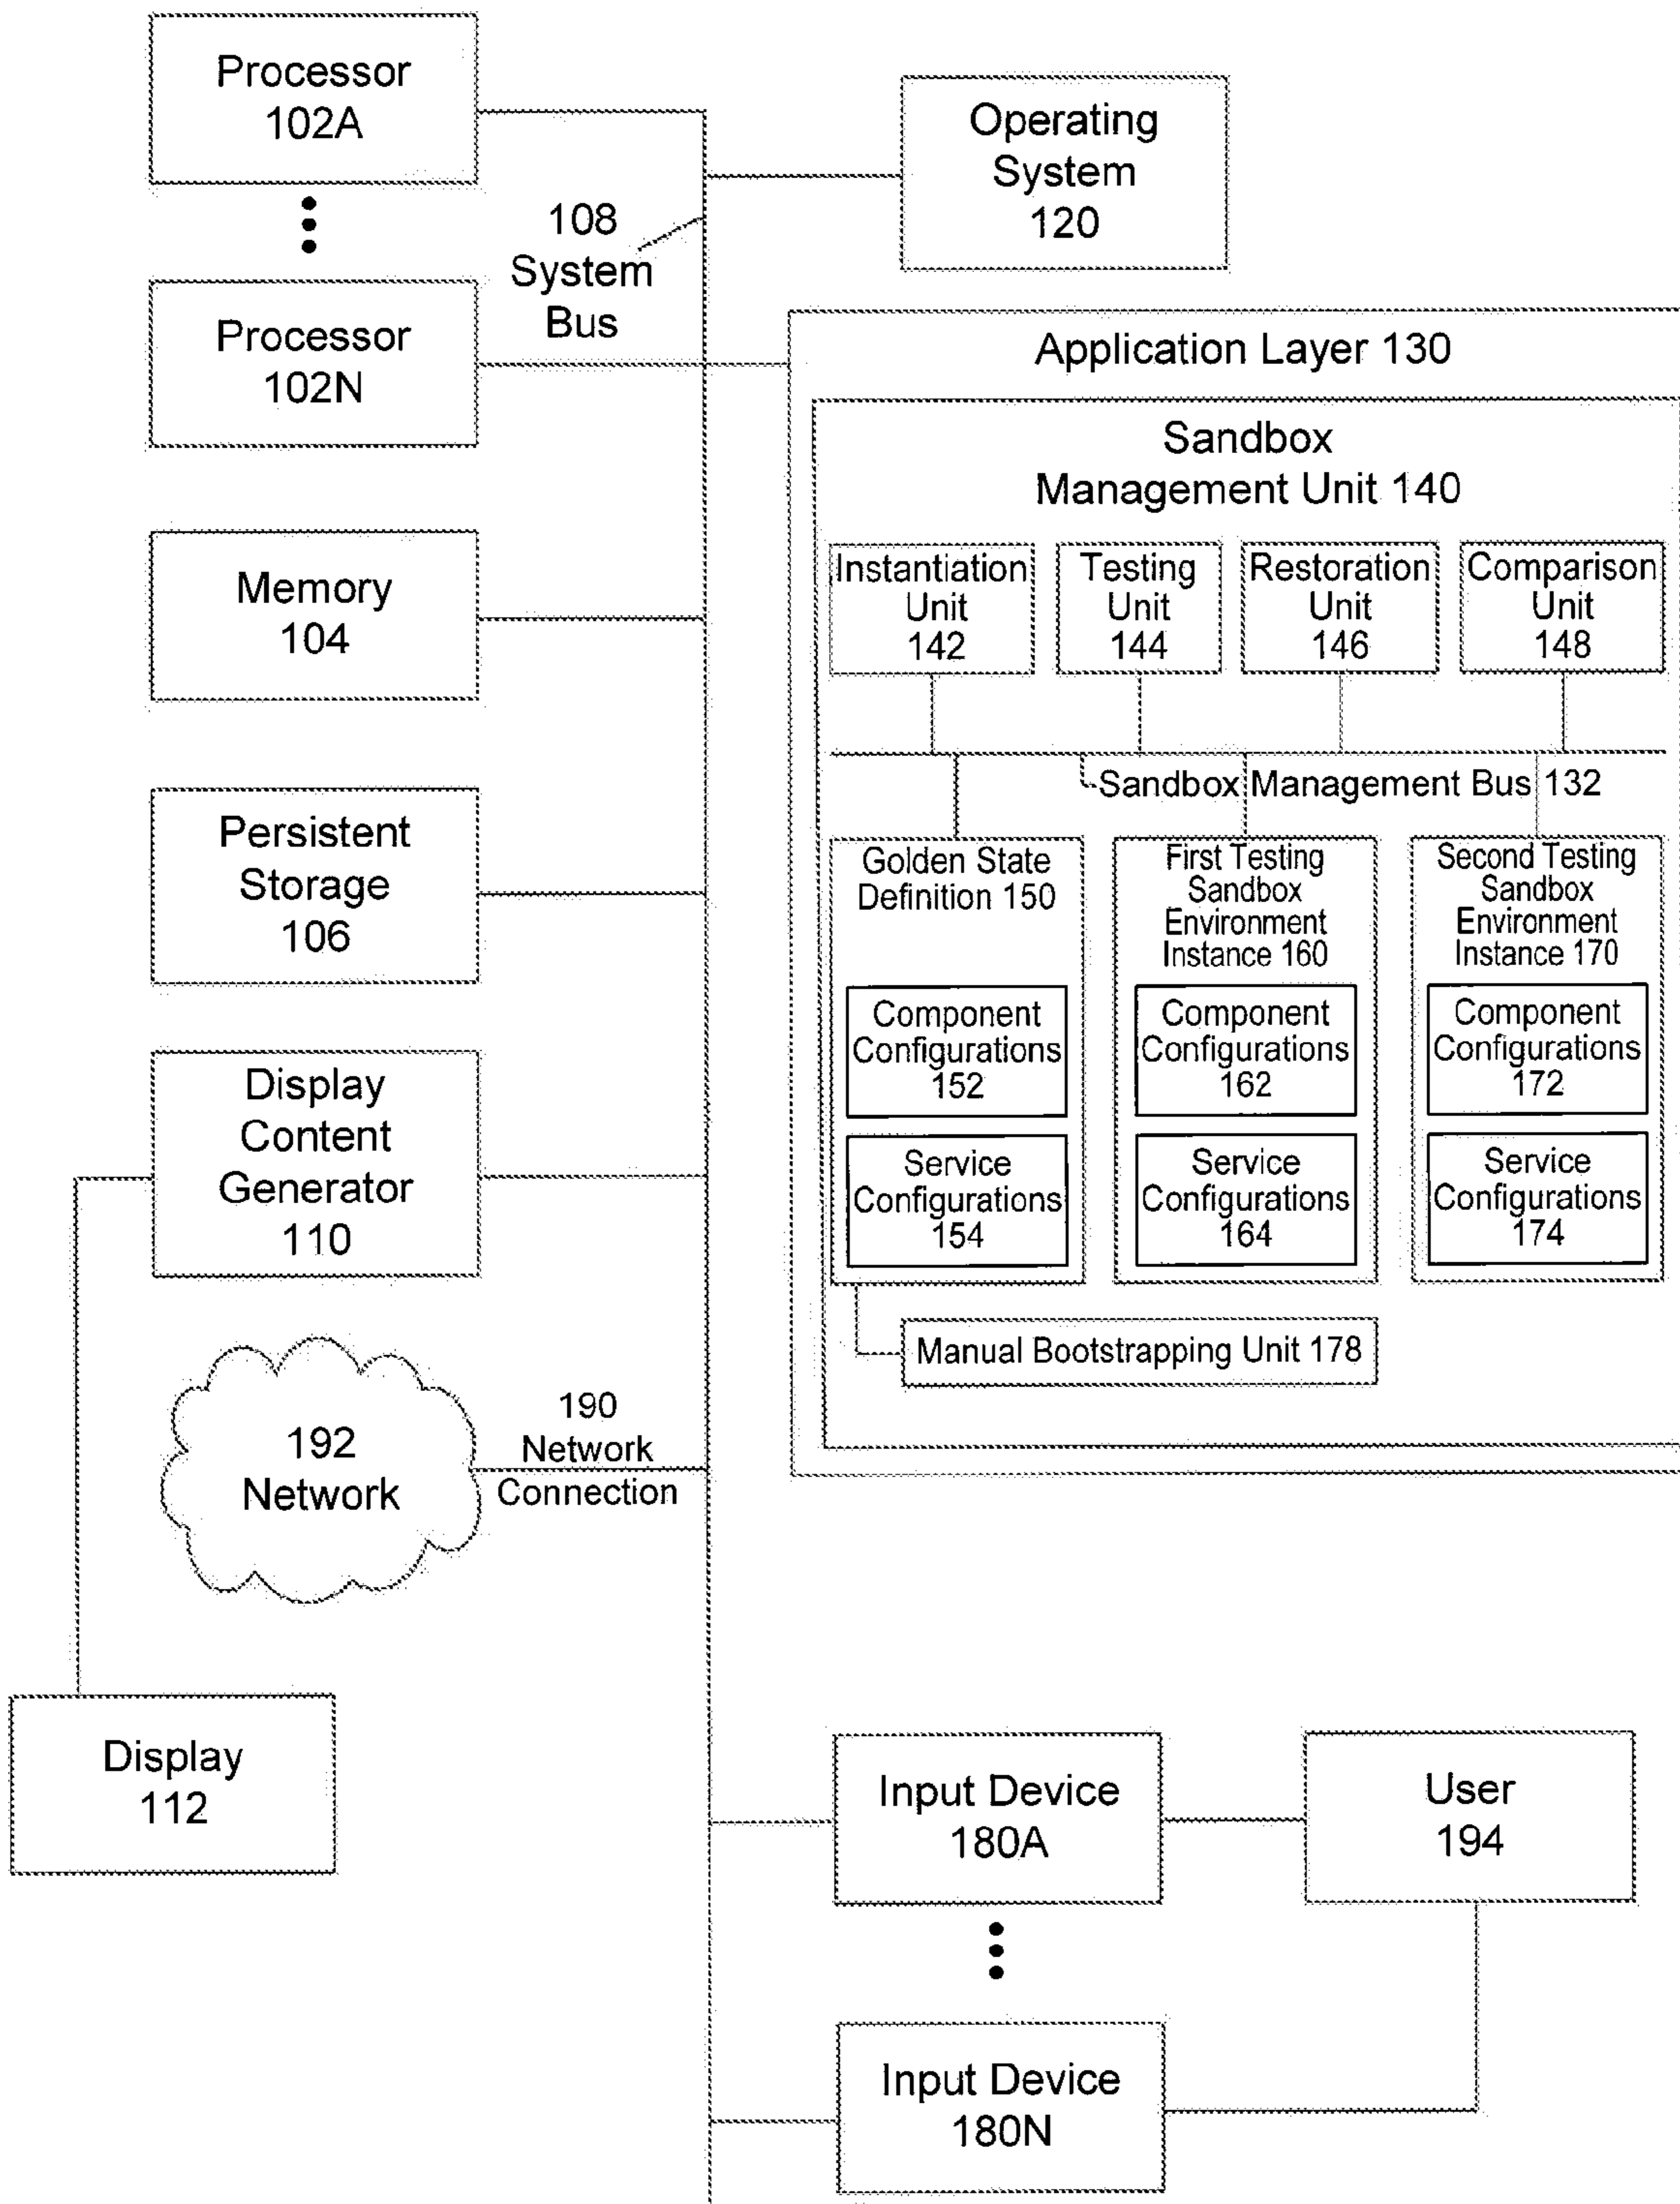 Processor
102A
Operating
System
120
108
System
Bus
Processor
102N
Application Layer 130
Sandbox
Management Unit 140
Instantiation
Unit
142
Testing
Unit
144
Restoration
Unit
146
Comparison
Unit
148
Memory
104
Sandbox Management Bus 132
Persistent
Storage
106
Golden State
Definition 150
First Testing
Sandbox
Environment
Instance 160
Second Testing
Sandbox
Environment
Instance 170
Component
Configurations
152
Component
Configurations
162
Component
Configurations
172
Service
Configurations
154
Service
Configurations
164
Service
Configurations
174
Display
Content
Generator
110
Manual Bootstrapping Unit 178
192
Network
190
Network
Connection
Display
112
Input Device
180A
User
194
Input Device
180N